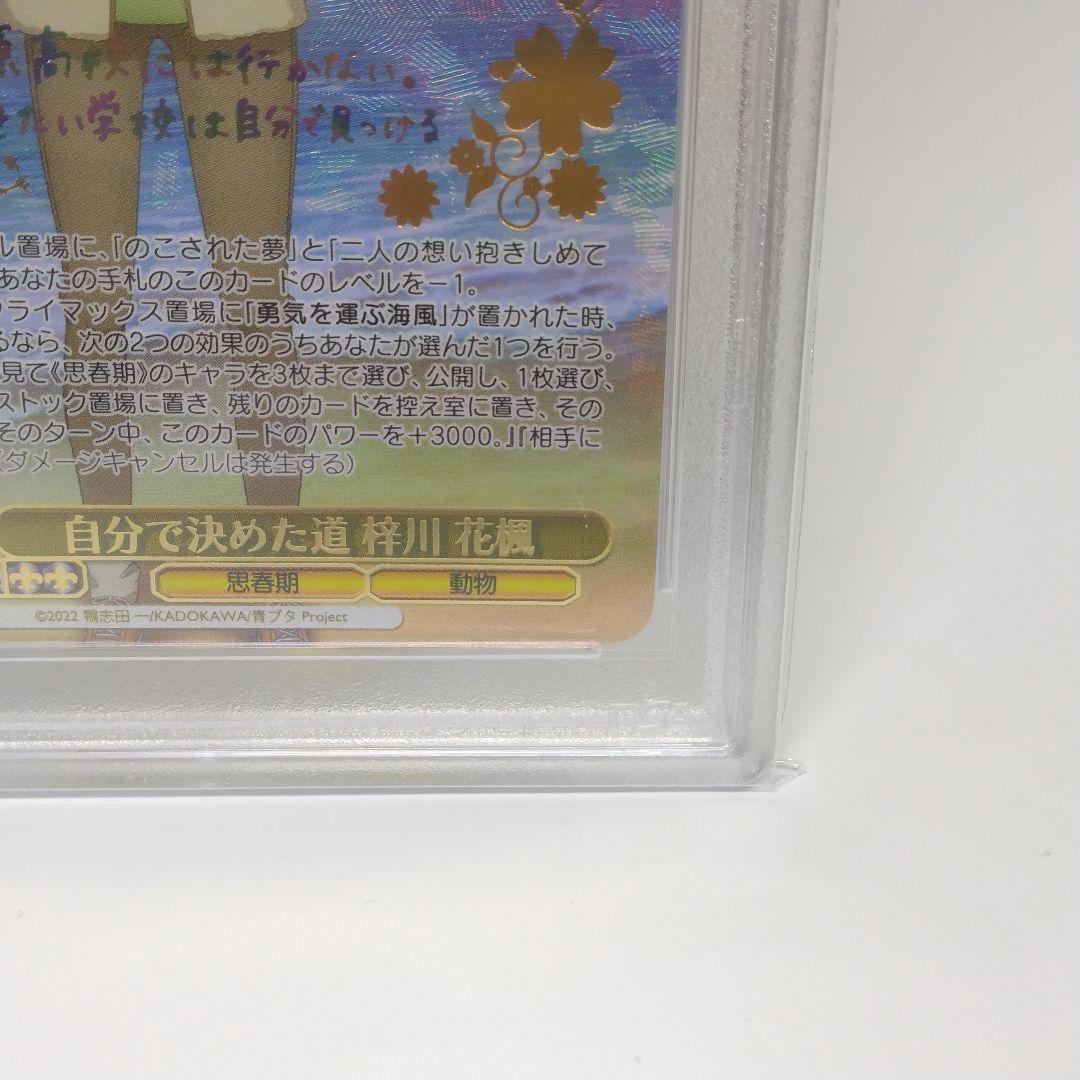 高校には行かない。
たい学校は自分で見つける
ル置場に、「のこされた夢」と「二人の想い抱きしめて
あなたの手札のこのカードのレベルを－1。
クライマックス置場に「勇気を運ぶ海風」が置かれた時、
るなら、次の2つの効果のうちあなたが選んだ1つを行う。
見て《思春期》のキャラを3枚まで選び、公開し、1枚選び、
ストック置場に置き、残りのカードを控え室に置き、その
そのターン中、このカードのパワーを＋3000。』『相手に
(ダメージキャンセルは発生する)
自分で決めた道 梓川 花楓
思春期 動物
©2022 鴨志田 一/KADOKAWA/青ブタ Project
PSA